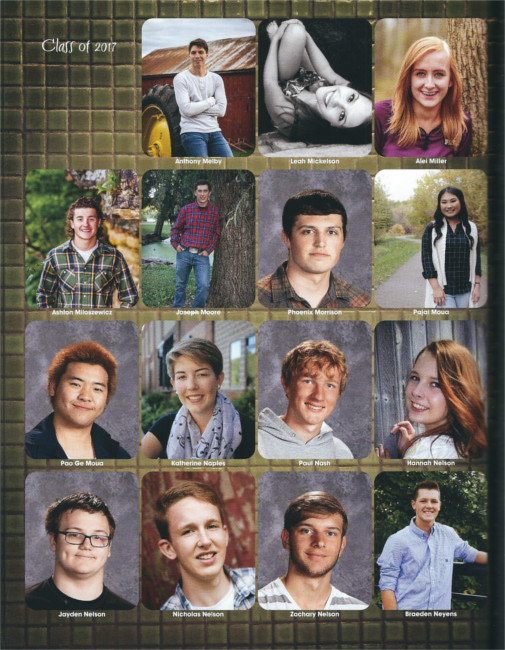 Class of 2017
Anthony Melby
Leah Mickelson
Alei Miller
Ashton Miloszewicz
Joseph Moore
Phoenix Morrison
Pajai Moua
Pao Ge Moua
Katherine Naples
Paul Nash
Hannah Nelson
Jayden Nelson
Nicholas Nelson
Zachary Nelson
Braeden Neyens